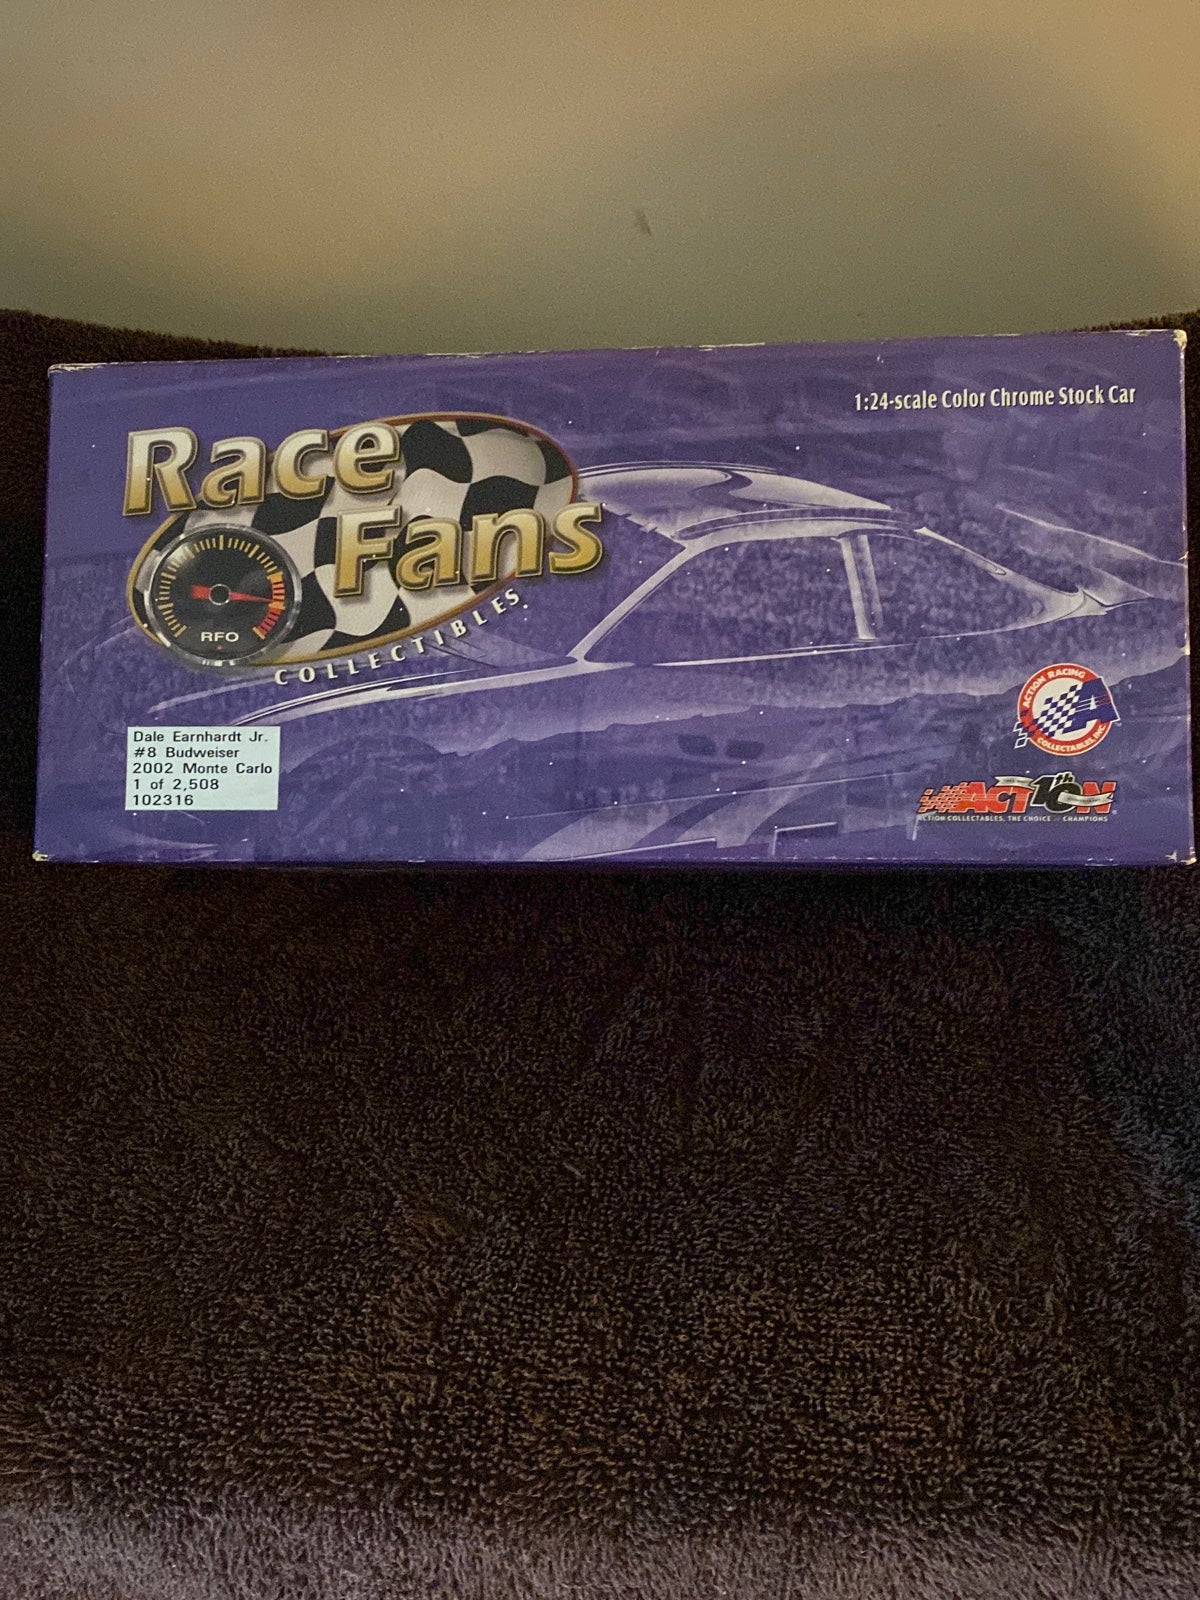 1:24-scale Color Chrome Stock Car
Race
Fans
COLLECTIBLES
RFO
Dale Earnhardt Jr.
#8 Budweiser
2002 Monte Carlo
1 of 2,508
102316
ACTION RACING
COLLECTABLES, INC.
ACTION 10th
ACTION COLLECTABLES, THE CHOICE of CHAMPIONS